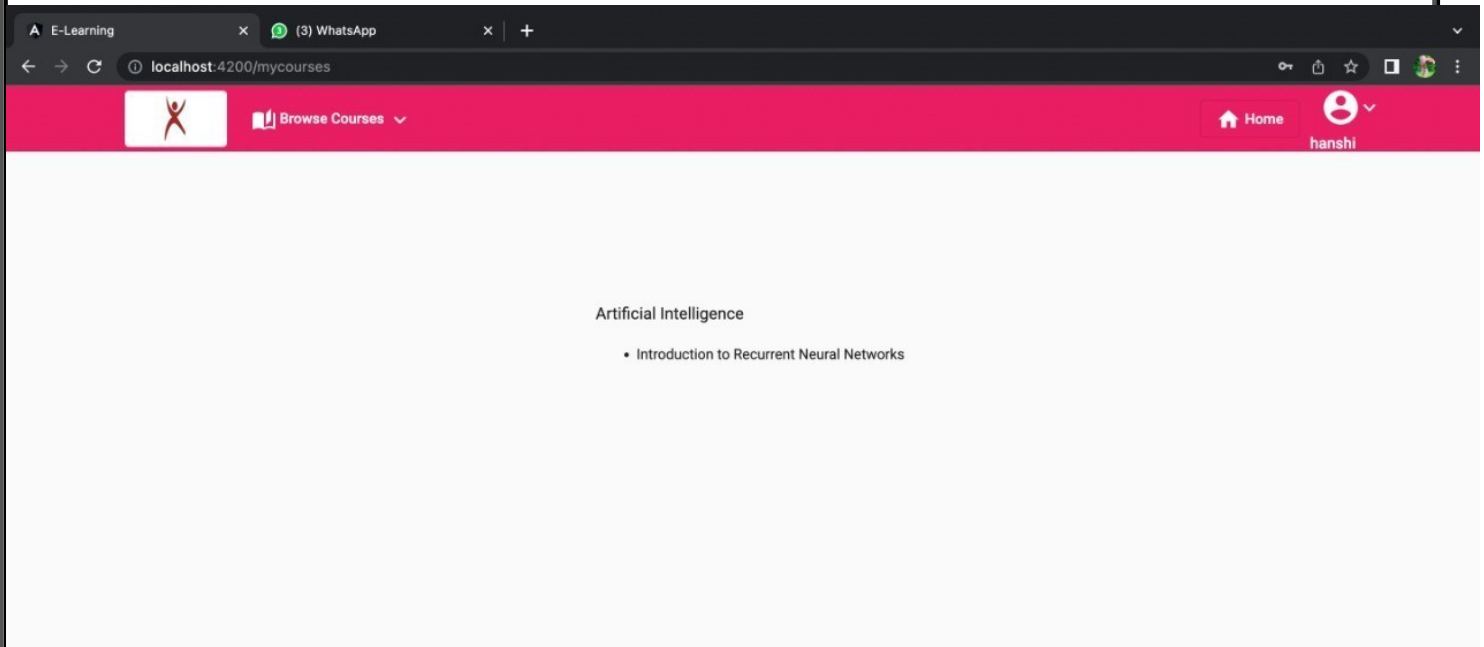 E-Learning
(3) WhatsApp
localhost:4200/mycourses
Browse Courses
Home
hanshi
Artificial Intelligence
• Introduction to Recurrent Neural Networks